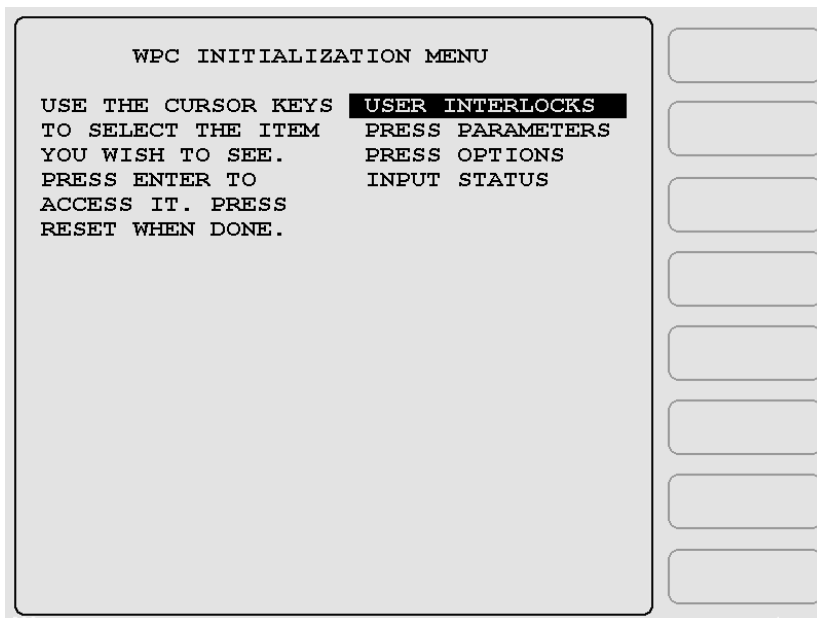 WPC INITIALIZATION MENU
USE THE CURSOR KEYS
TO SELECT THE ITEM
YOU WISH TO SEE.
PRESS ENTER TO
ACCESS IT. PRESS
RESET WHEN DONE.
USER INTERLOCKS
PRESS PARAMETERS
PRESS OPTIONS
INPUT STATUS